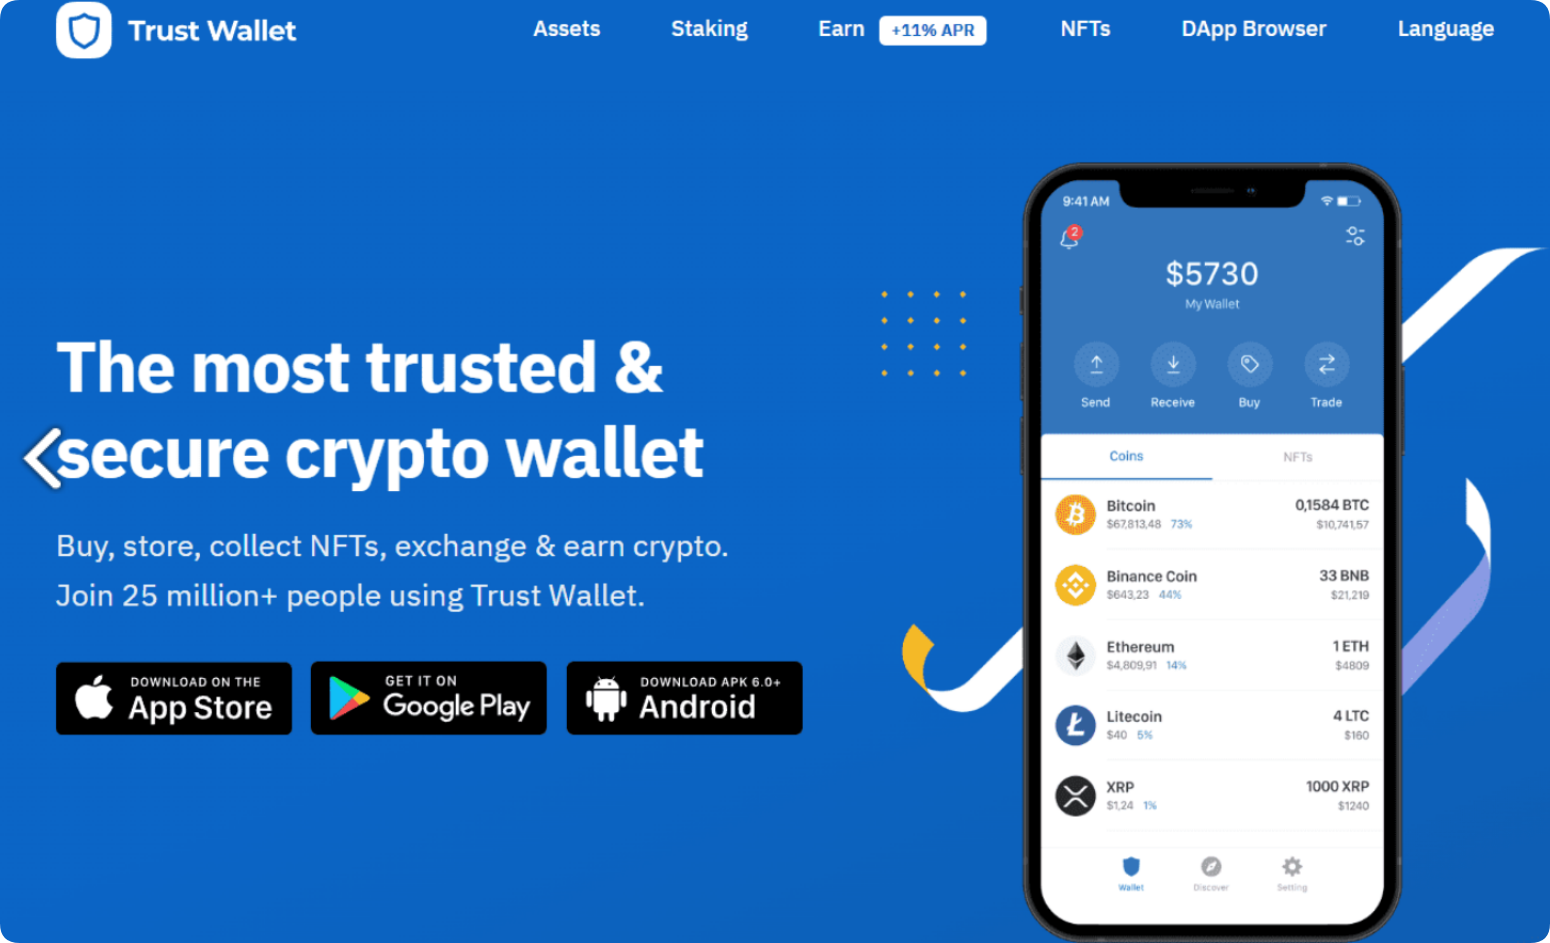 Trust Wallet
Assets
Staking
Earn
+11% APR
NFTs
DApp Browser
Language
The most trusted &
secure crypto wallet
Buy, store, collect NFTs, exchange & earn crypto.
Join 25 million+ people using Trust Wallet.
DOWNLOAD ON THE
App Store
GET IT ON
Google Play
DOWNLOAD APK 6.0+
Android
9:41 AM
2
$5730
My Wallet
Send
Receive
Buy
Trade
Coins
NFTs
Bitcoin
0,1584 BTC
$67,813,48 73%
$10,741,57
Binance Coin
33 BNB
$643,23 44%
$21,219
Ethereum
1 ETH
$4,809,91 14%
$4809
Litecoin
4 LTC
$40 5%
$160
XRP
1000 XRP
$1,24 1%
$1240
Wallet
Discover
Setting